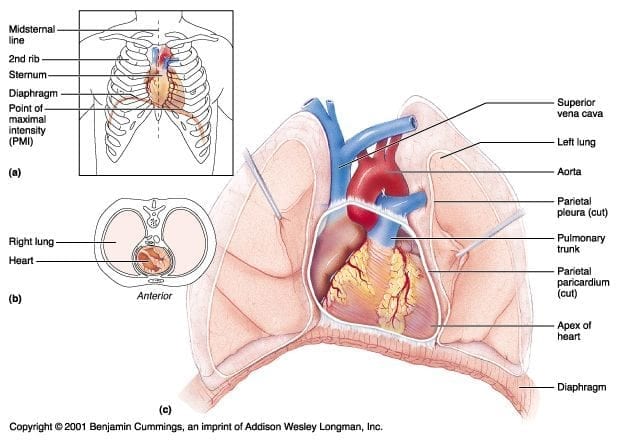 Midsternal
line
2nd rib
Sternum
Diaphragm
Point of
maximal
intensity
(PMI)
(a)
Right lung
Heart
(b)
Anterior
Superior
vena cava
Left lung
Aorta
Parietal
pleura (cut)
Pulmonary
trunk
Parietal
paricardium
(cut)
Apex of
heart
Diaphragm
(c)
Copyright © 2001 Benjamin Cummings, an imprint of Addison Wesley Longman, Inc.